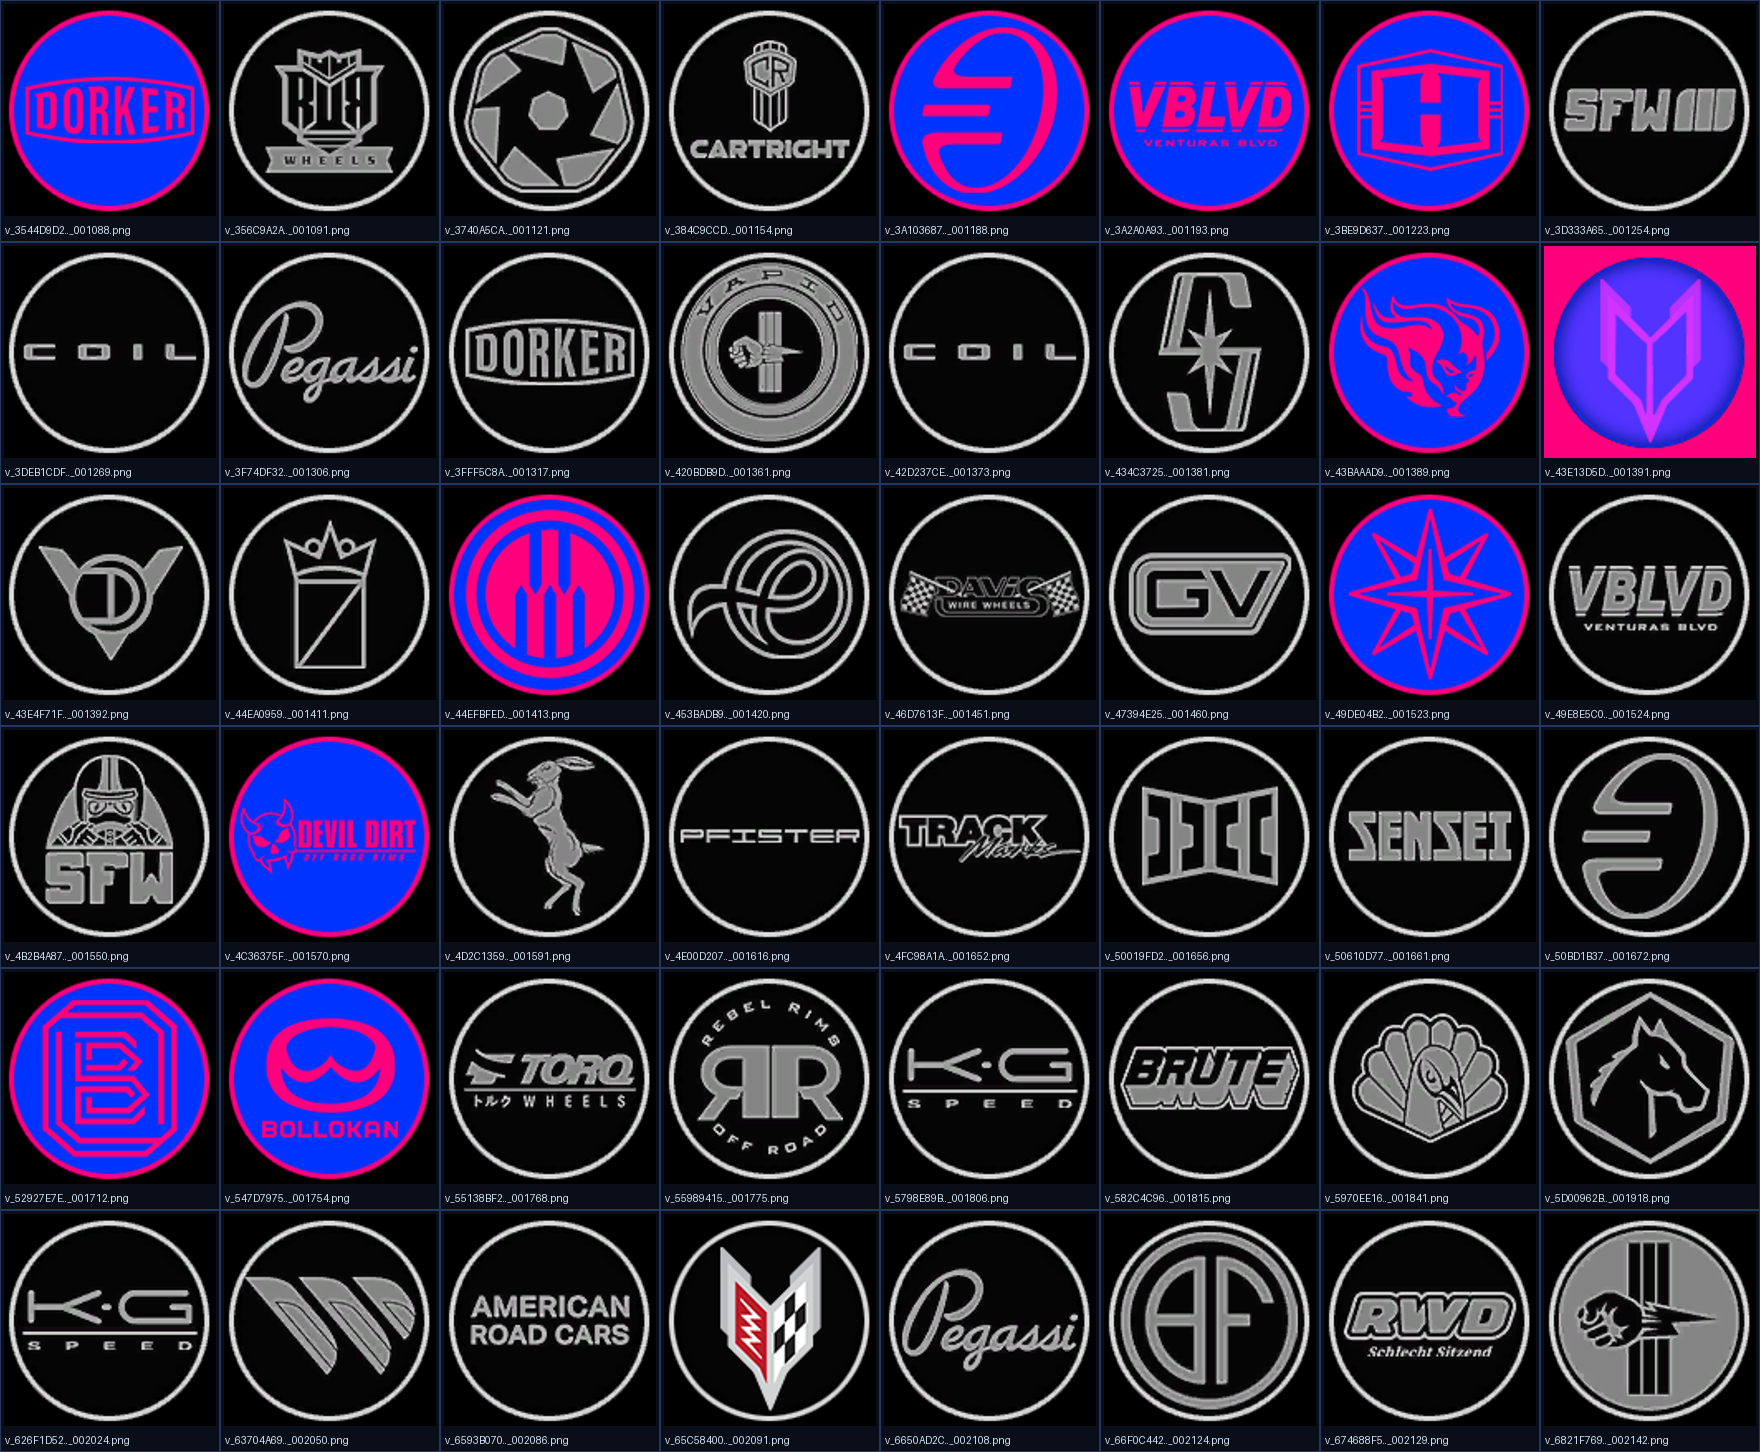 DORKER
RUR
WHEELS
CR
CARTRIGHT
VBLVD
VENTURAS BLVD
H
SFW
v_3544D9D2.._001088.png
v_356C9A2A.._001091.png
v_3740A5CA.._001121.png
v_384C9CCD.._001154.png
v_3A103687.._001188.png
v_3A2A0A93.._001193.png
v_3BE9D637.._001223.png
v_3D333A65.._001254.png
COIL
Pegassi
DORKER
VAPID
COIL
S
v_3DEB1CDF.._001269.png
v_3F74DF32.._001306.png
v_3FFF5C8A.._001317.png
v_420BDB9D.._001361.png
v_42D237CE.._001373.png
v_434C3725.._001381.png
v_43BAAAD9.._001389.png
v_43E13D5D.._001391.png
DAVIS
WIRE WHEELS
GV
VBLVD
VENTURAS BLVD
v_43E4F71F.._001392.png
v_44EA0959.._001411.png
v_44EFBFED.._001413.png
v_453BADB9.._001420.png
v_46D7613F.._001451.png
v_47394E25.._001460.png
v_49DE04B2.._001523.png
v_49E8E5C0.._001524.png
SFW
DEVIL DIRT
OFF ROAD RIMS
PFISTER
TRACK
Marks
SENSEI
v_4B2B4A87.._001550.png
v_4C36375F.._001570.png
v_4D2C1359.._001591.png
v_4E00D207.._001616.png
v_4FC98A1A.._001652.png
v_50019FD2.._001656.png
v_50610D77.._001661.png
v_50BD1B37.._001672.png
B
BOLLOKAN
TORQ
トルク WHEELS
REBEL RIMS
RR
OFF ROAD
K·G
SPEED
BRUTE
v_52927E7E.._001712.png
v_547D7975.._001754.png
v_55138BF2.._001768.png
v_55989415.._001775.png
v_5798E89B.._001806.png
v_582C4C96.._001815.png
v_5970EE16.._001841.png
v_5D00962B.._001918.png
K·G
SPEED
AMERICAN
ROAD CARS
Pegassi
AF
RWD
Schlecht Sitzend
v_626F1D52.._002024.png
v_63704A69.._002050.png
v_6593B070.._002086.png
v_65C58400.._002091.png
v_6650AD2C.._002108.png
v_66F0C442.._002124.png
v_674688F5.._002129.png
v_6821F769.._002142.png